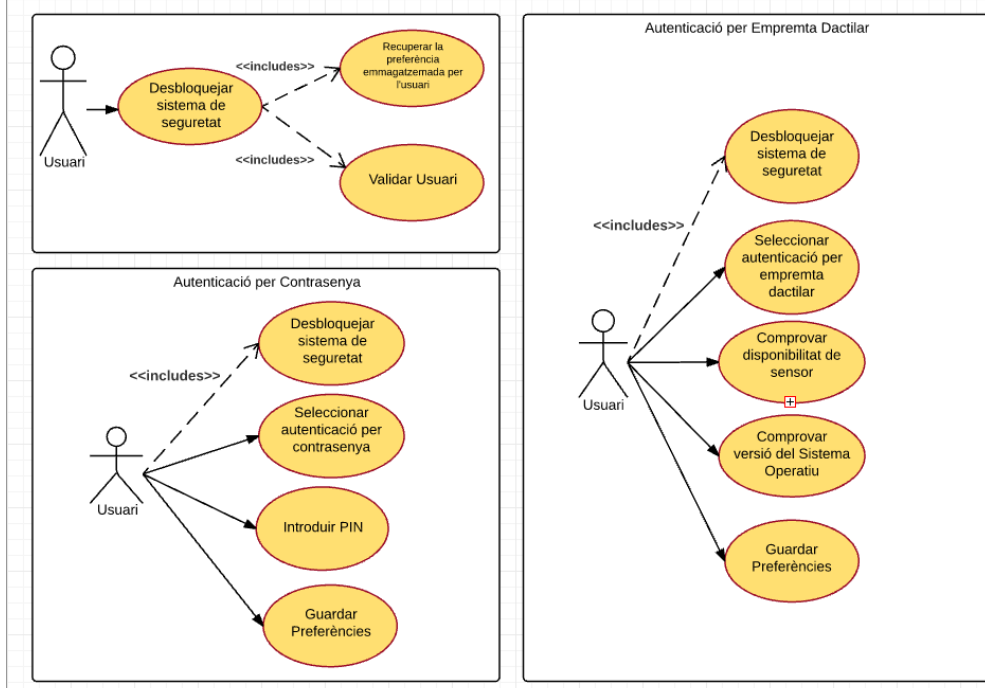 <<includes>>
Recuperar la
preferència
emmagatzemada per
l'usuari
Desbloquejar
sistema de
seguretat
Usuari
<<includes>>
Validar Usuari
Autenticació per Contrasenya
Desbloquejar
sistema de
seguretat
<<includes>>
Seleccionar
autenticació per
contrasenya
Usuari
Introduir PIN
Guardar
Preferències
Autenticació per Empremta Dactilar
Desbloquejar
sistema de
seguretat
<<includes>>
Seleccionar
autenticació per
empremta
dactilar
Comprovar
disponibilitat de
sensor
Usuari
Comprovar
versió del Sistema
Operatiu
Guardar
Preferències